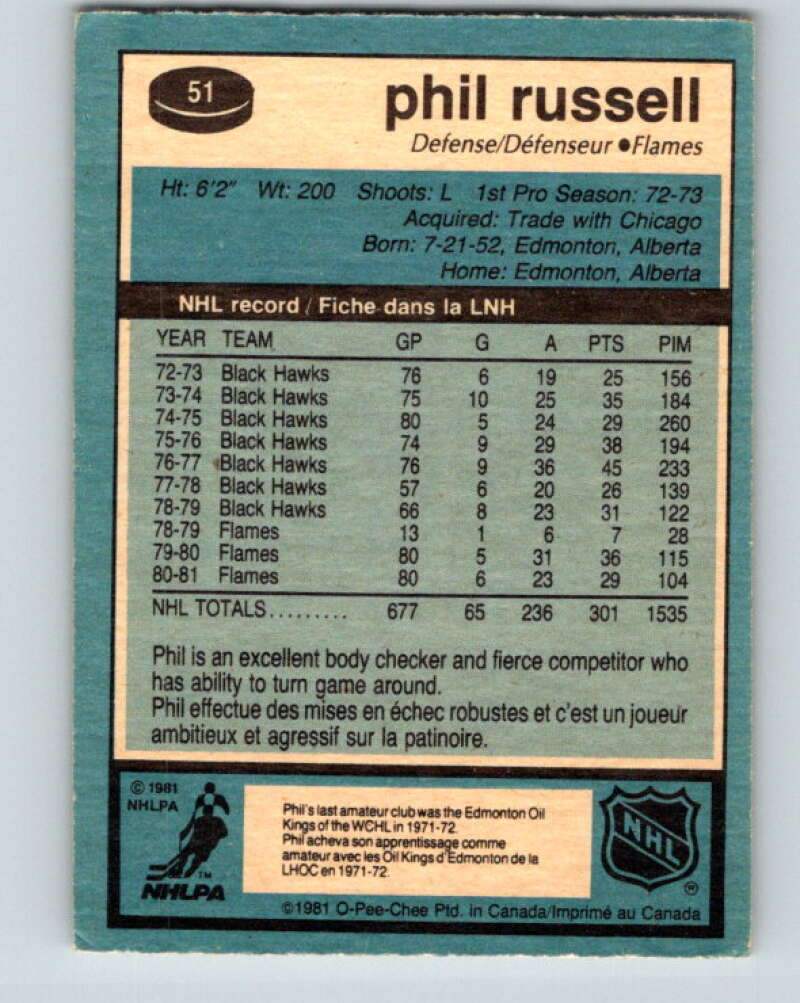 51
phil russell
Defense/Défenseur ●Flames
Ht: 6'2" Wt: 200 Shoots: L 1st Pro Season: 72-73
Acquired: Trade with Chicago
Born: 7-21-52, Edmonton, Alberta
Home: Edmonton, Alberta
NHL record / Fiche dans la LNH
YEAR TEAM GP G A PTS PIM
72-73 Black Hawks 76 6 19 25 156
73-74 Black Hawks 75 10 25 35 184
74-75 Black Hawks 80 5 24 29 260
75-76 Black Hawks 74 9 29 38 194
76-77 Black Hawks 76 9 36 45 233
77-78 Black Hawks 57 6 20 26 139
78-79 Black Hawks 66 8 23 31 122
78-79 Flames 13 1 6 7 28
79-80 Flames 80 5 31 36 115
80-81 Flames 80 6 23 29 104
NHL TOTALS......... 677 65 236 301 1535
Phil is an excellent body checker and fierce competitor who
has ability to turn game around.
Phil effectue des mises en échec robustes et c'est un joueur
ambitieux et agressif sur la patinoire.
© 1981
NHLPA
TM
NHLPA
Phil's last amateur club was the Edmonton Oil
Kings of the WCHL in 1971-72.
Phil acheva son apprentissage comme
amateur avec les Oil Kings d'Edmonton de la
LHOC en 1971-72.
NHL
®
©1981 O-Pee-Chee Ptd. in Canada/Imprimé au Canada